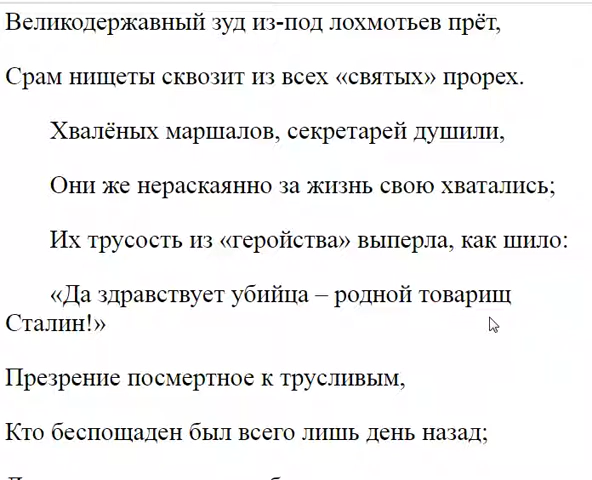 Великодержавный зуд из-под лохмотьев прёт,
Срам нищеты сквозит из всех «святых» прорех.
Хвалёных маршалов, секретарей душили,
Они же нераскаянно за жизнь свою хватались;
Их трусость из «геройства» выперла, как шило:
«Да здравствует убийца – родной товарищ
Сталин!»
Презрение посмертное к трусливым,
Кто беспощаден был всего лишь день назад;